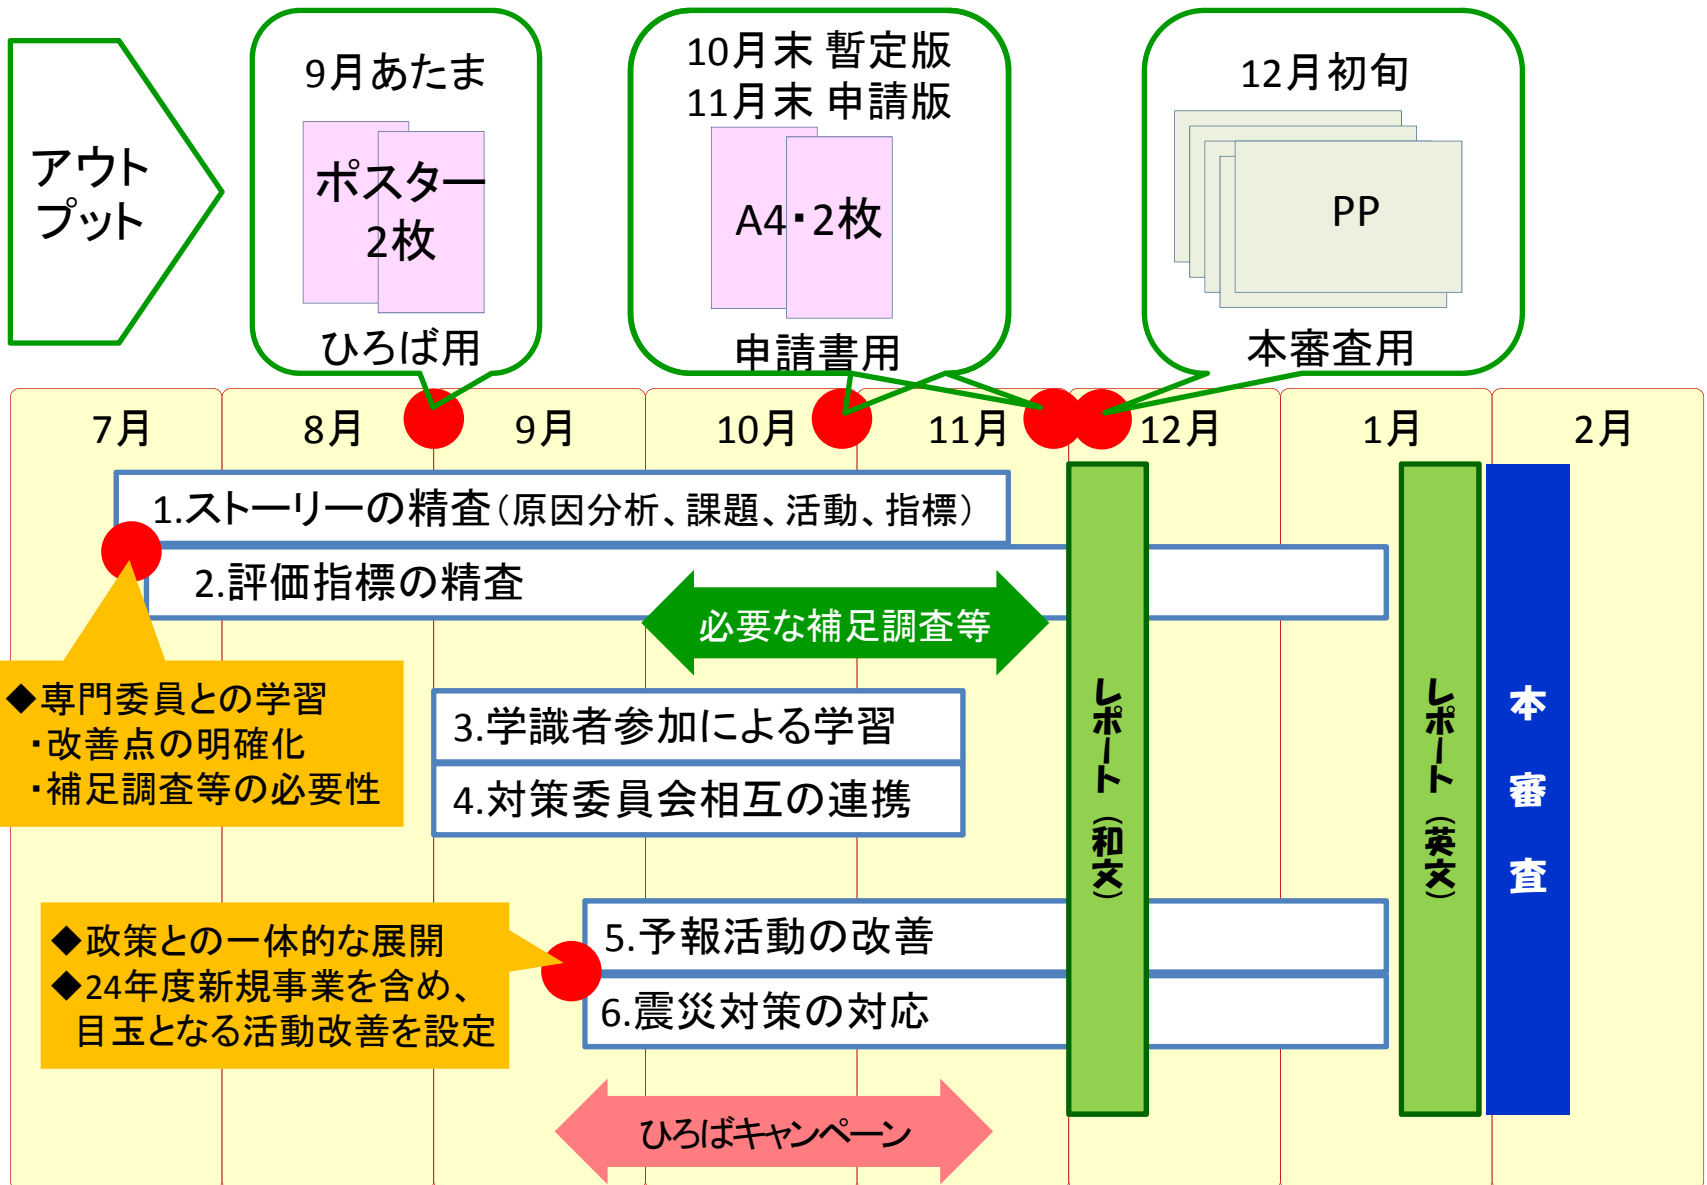 アウト
プット
9月あたま
ポスター
2枚
ひろば用
10月末 暫定版
11月末 申請版
A4・2枚
申請書用
12月初旬
PP
本審査用
7月
8月
9月
10月
11月
12月
1月
2月
1.ストーリーの精査（原因分析、課題、活動、指標）
2.評価指標の精査
必要な補足調査等
◆専門委員との学習
・改善点の明確化
・補足調査等の必要性
3.学識者参加による学習
4.対策委員会相互の連携
◆政策との一体的な展開
◆24年度新規事業を含め、
目玉となる活動改善を設定
5.予報活動の改善
6.震災対策の対応
ひろばキャンペーン
レポート（和文）
レポート（英文）
本審査